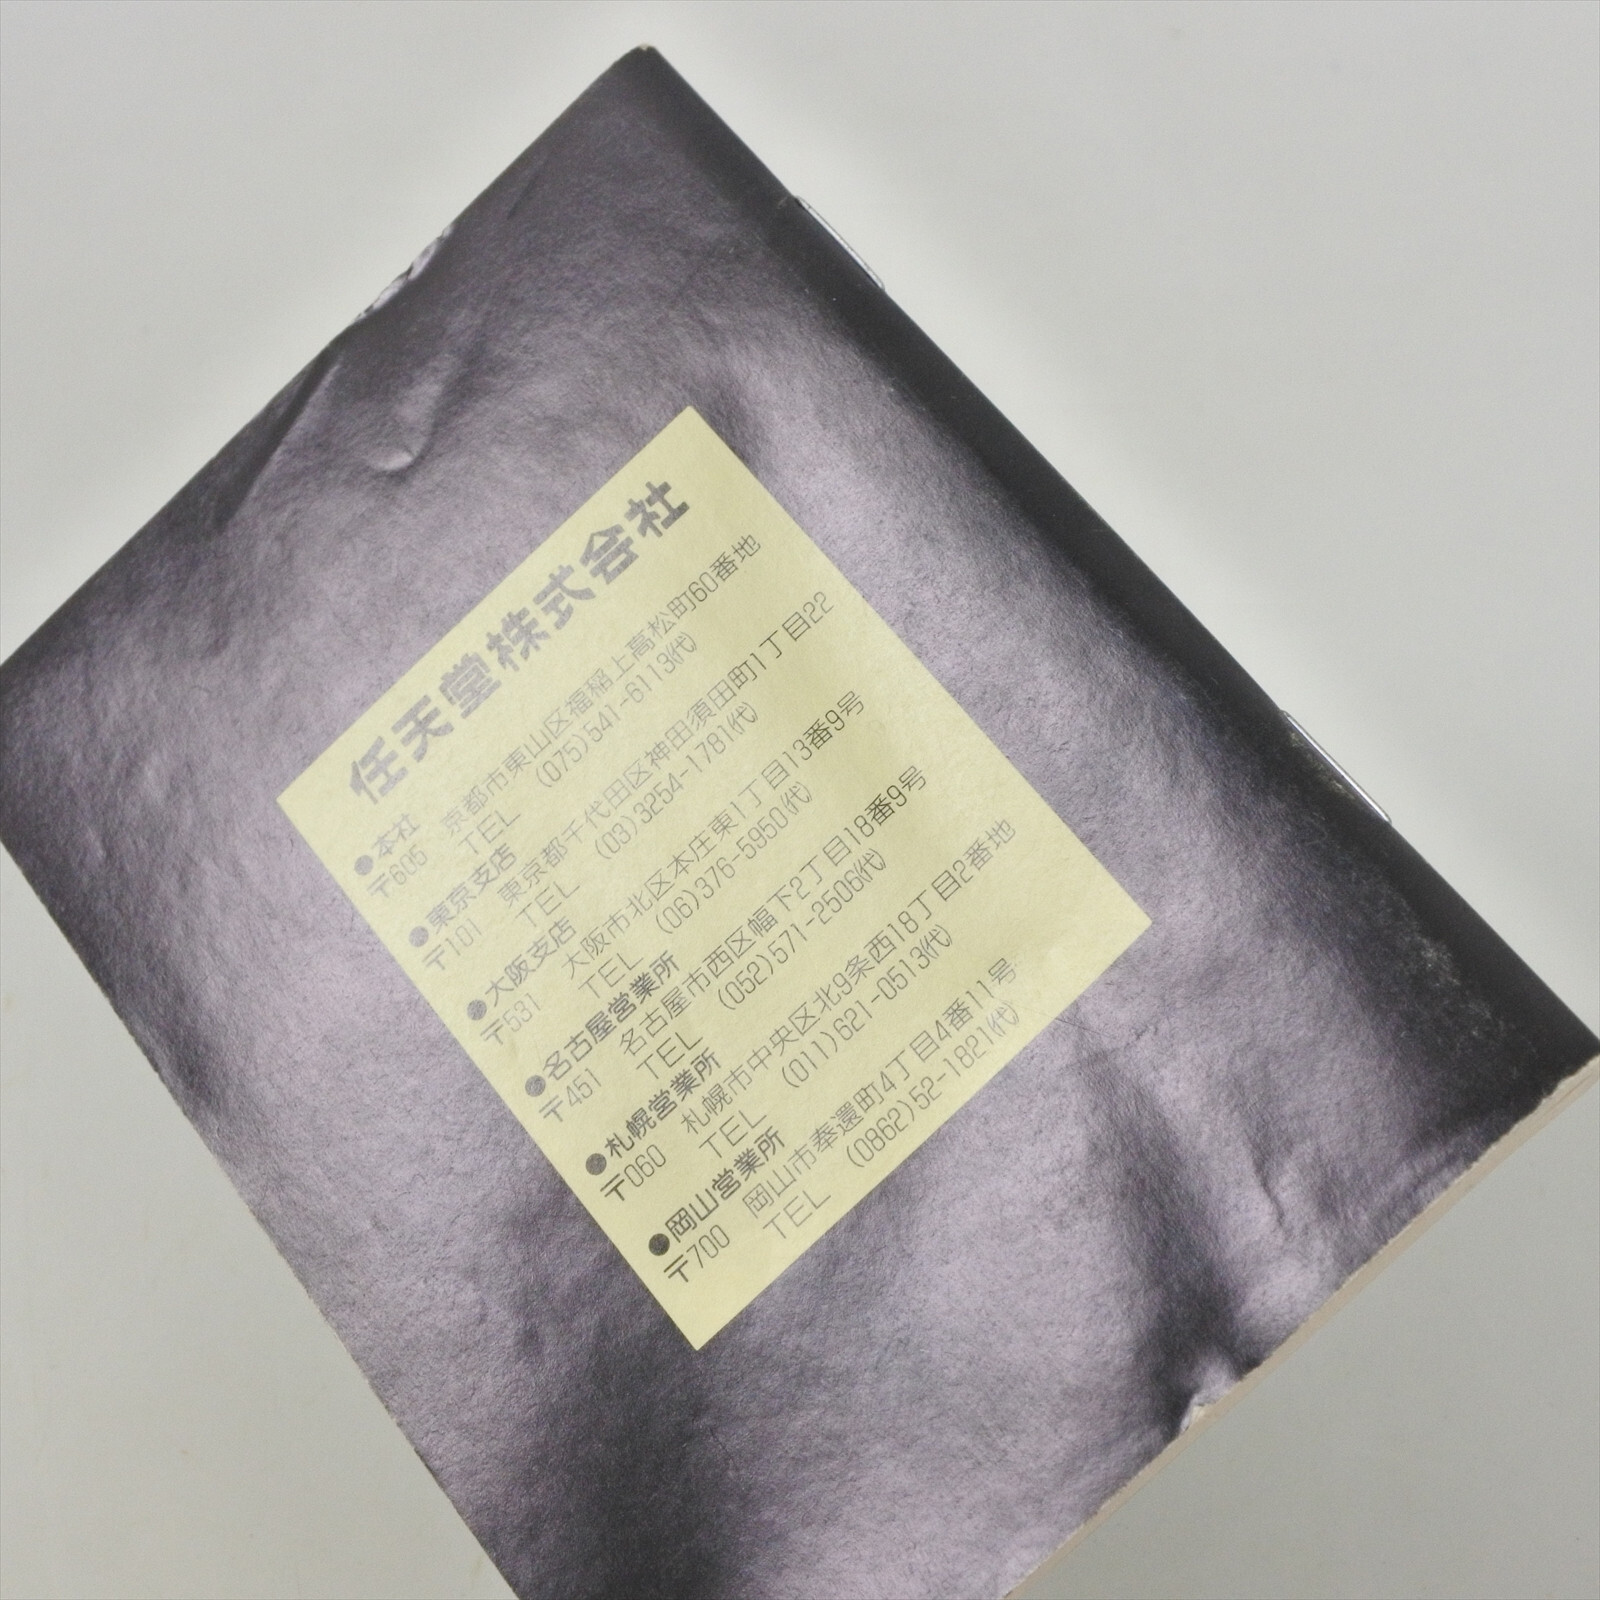 任天堂株式会社
●本社
〒605 京都市東山区福稲上高松町60番地
TEL (075)541-6113㈹
●東京支店
〒101 東京都千代田区神田須田町1丁目22
TEL (03)3254-1781㈹
●大阪支店
〒531 大阪市北区本庄東1丁目13番9号
TEL (06)376-5950㈹
●名古屋営業所
〒451 名古屋市西区幅下2丁目18番9号
TEL (052)571-2506㈹
●札幌営業所
〒060 札幌市中央区北9条西18丁目2番地
TEL (011)621-0513㈹
●岡山営業所
〒700 岡山市奉還町4丁目4番11号
TEL (0862)52-1821㈹